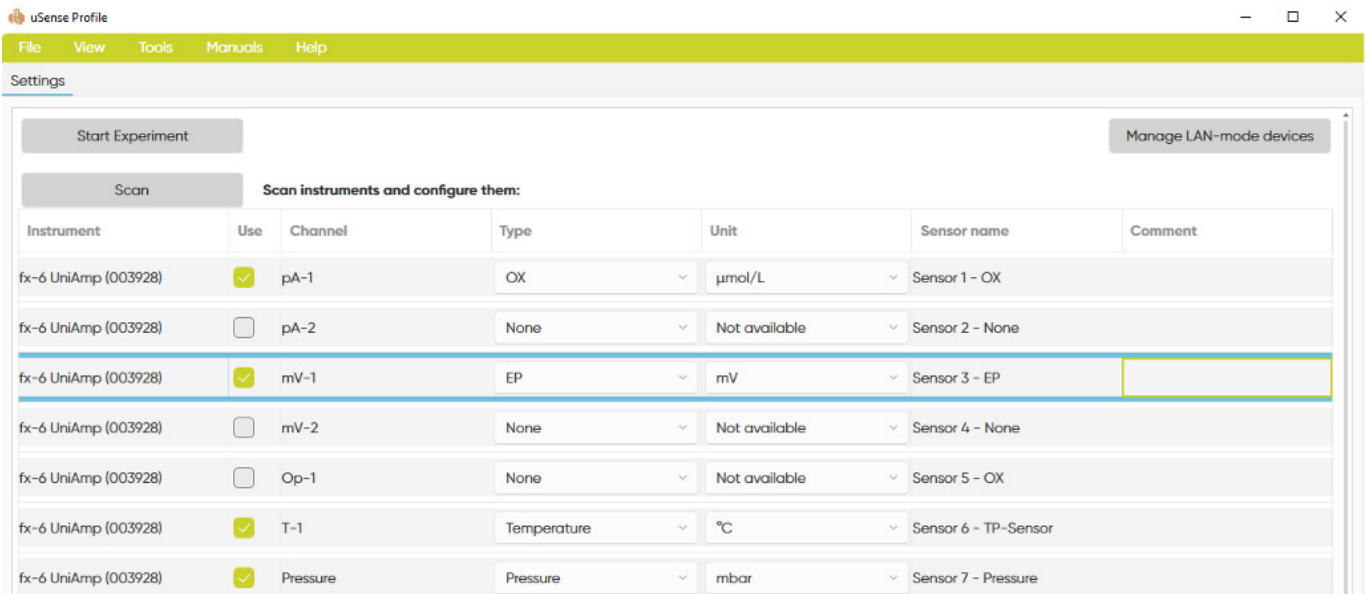 uSense Profile
File View Tools Manuals Help
Settings
Start Experiment Manage LAN-mode devices
Scan Scan instruments and configure them:
Instrument Use Channel Type Unit Sensor name Comment
fx-6 UniAmp (003928) pA-1 OX µmol/L Sensor 1 - OX
fx-6 UniAmp (003928) pA-2 None Not available Sensor 2 - None
fx-6 UniAmp (003928) mV-1 EP mV Sensor 3 - EP
fx-6 UniAmp (003928) mV-2 None Not available Sensor 4 - None
fx-6 UniAmp (003928) Op-1 None Not available Sensor 5 - OX
fx-6 UniAmp (003928) T-1 Temperature °C Sensor 6 - TP-Sensor
fx-6 UniAmp (003928) Pressure Pressure mbar Sensor 7 - Pressure